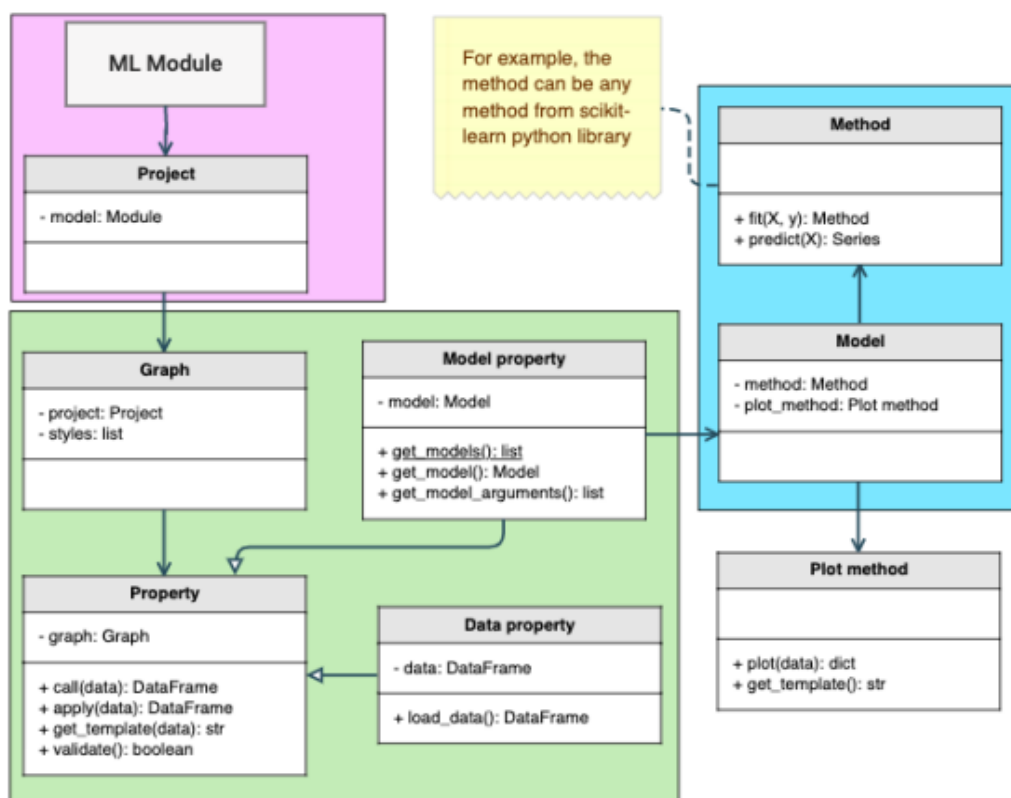 ML Module
Project
- model: Module
For example, the
method can be any
method from scikit-
learn python library
Method
+ fit(X, y): Method
+ predict(X): Series
Graph
- project: Project
- styles: list
Model property
- model: Model
+ get_models(): list
+ get_model(): Model
+ get_model_arguments(): list
Model
- method: Method
- plot_method: Plot method
Property
- graph: Graph
+ call(data): DataFrame
+ apply(data): DataFrame
+ get_template(data): str
+ validate(): boolean
Data property
- data: DataFrame
+ load_data(): DataFrame
Plot method
+ plot(data): dict
+ get_template(): str